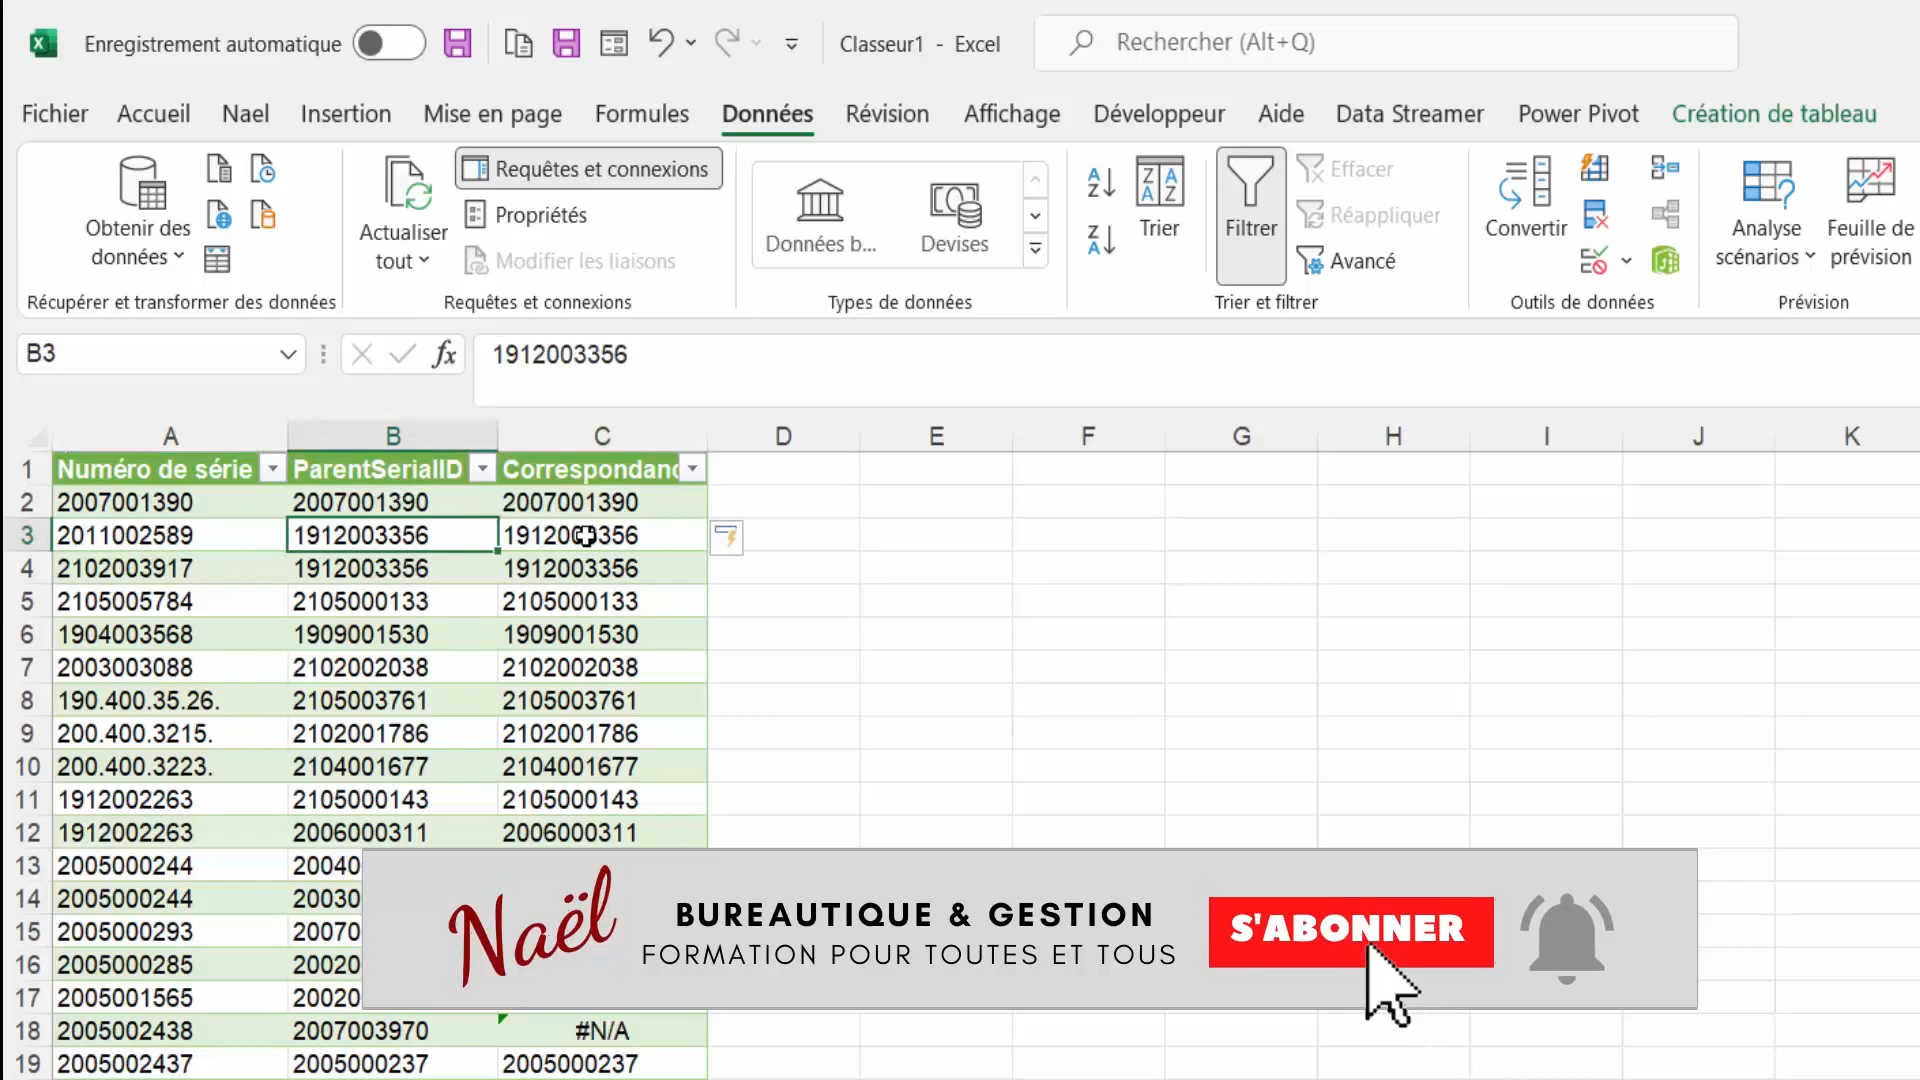 Enregistrement automatique
Classeur1 - Excel
Rechercher (Alt+Q)
Fichier Accueil Nael Insertion Mise en page Formules Données Révision Affichage Développeur Aide Data Streamer Power Pivot Création de tableau
Obtenir des données
Récupérer et transformer des données
Actualiser tout
Requêtes et connexions
Propriétés
Modifier les liaisons
Requêtes et connexions
Données b...
Devises
Types de données
Trier
Filtrer
Effacer
Réappliquer
Avancé
Trier et filtrer
Convertir
Outils de données
Analyse scénarios
Feuille de prévision
Prévision
B3
fx
1912003356
A B C D E F G H I J K
1 Numéro de série ParentSerialID Correspondanc
2 2007001390 2007001390 2007001390
3 2011002589 1912003356 1912003356
4 2102003917 1912003356 1912003356
5 2105005784 2105000133 2105000133
6 1904003568 1909001530 1909001530
7 2003003088 2102002038 2102002038
8 190.400.35.26. 2105003761 2105003761
9 200.400.3215. 2102001786 2102001786
10 200.400.3223. 2104001677 2104001677
11 1912002263 2105000143 2105000143
12 1912002263 2006000311 2006000311
13 2005000244 20040
14 2005000244 20030
15 2005000293 20070
16 2005000285 20020
17 2005001565 20020
18 2005002438 2007003970 #N/A
19 2005002437 2005000237 2005000237
Naël
BUREAUTIQUE & GESTION
FORMATION POUR TOUTES ET TOUS
S'ABONNER